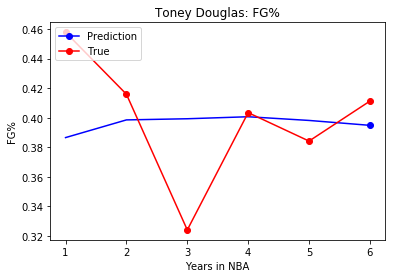 Toney Douglas: FG%
0.46
0.44
0.42
0.40
0.38
0.36
0.34
0.32
FG%
Prediction
True
1 2 3 4 5 6
Years in NBA